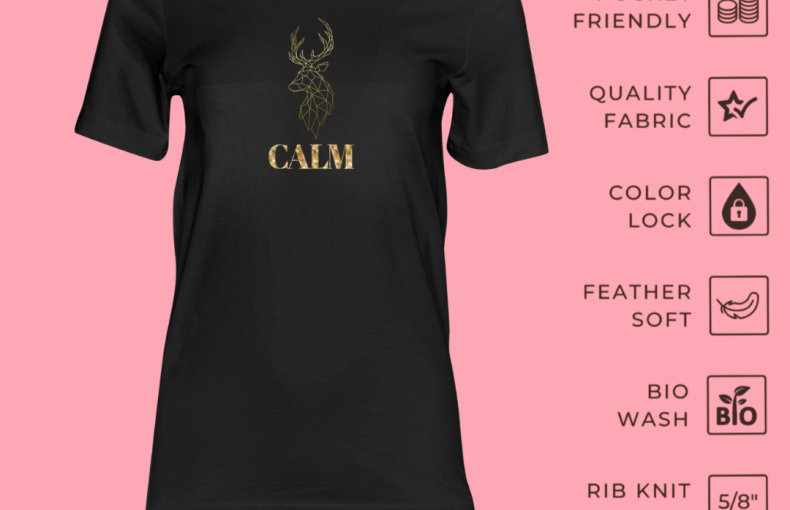 FRIENDLY
CALM
QUALITY
FABRIC
COLOR
LOCK
FEATHER
SOFT
BIO
WASH
BIO
RIB KNIT
5/8"